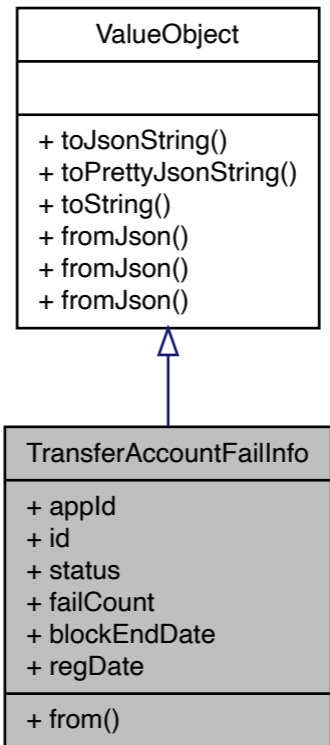 ValueObject
+ toJsonString()
+ toPrettyJsonString()
+ toString()
+ fromJson()
+ fromJson()
+ fromJson()
TransferAccountFailInfo
+ appId
+ id
+ status
+ failCount
+ blockEndDate
+ regDate
+ from()